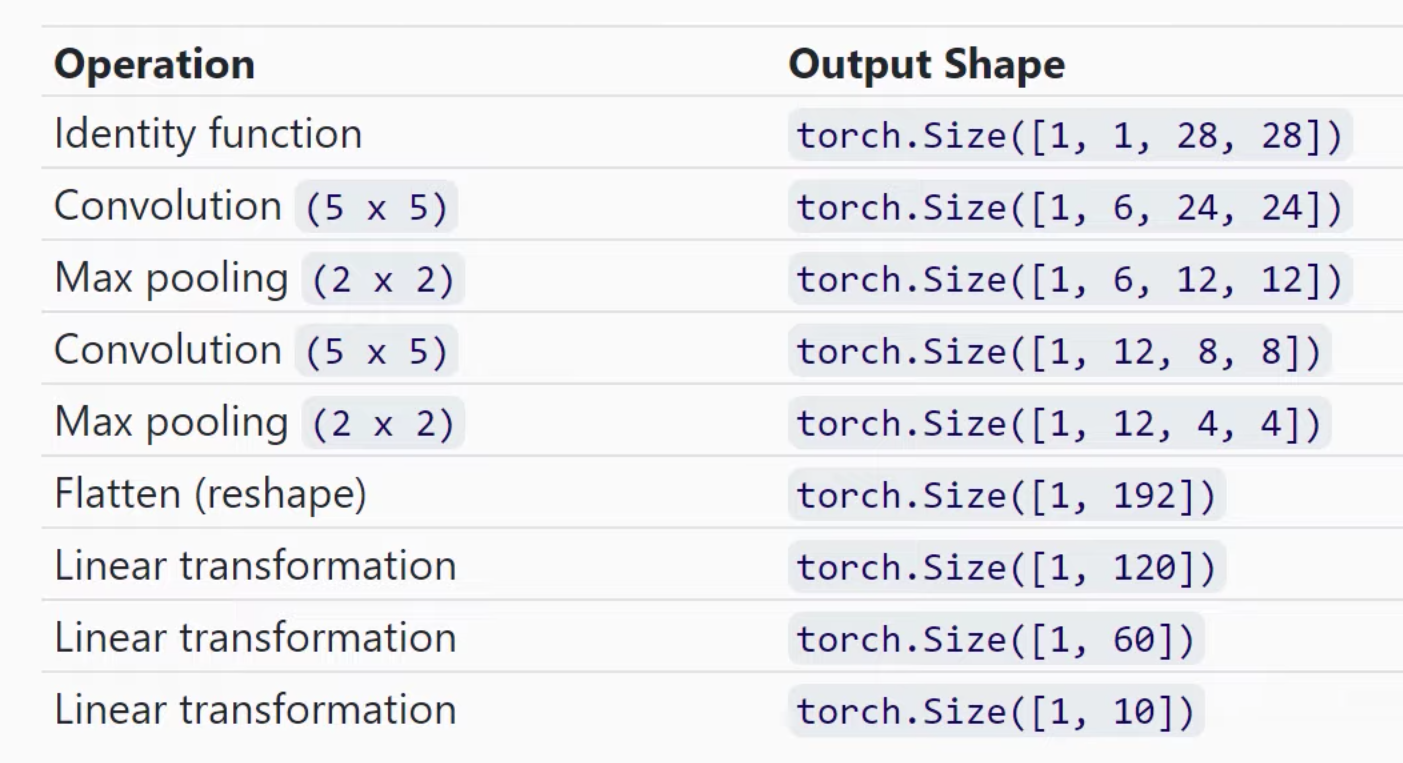 Operation Output Shape
Identity function torch.Size([1, 1, 28, 28])
Convolution (5 x 5) torch.Size([1, 6, 24, 24])
Max pooling (2 x 2) torch.Size([1, 6, 12, 12])
Convolution (5 x 5) torch.Size([1, 12, 8, 8])
Max pooling (2 x 2) torch.Size([1, 12, 4, 4])
Flatten (reshape) torch.Size([1, 192])
Linear transformation torch.Size([1, 120])
Linear transformation torch.Size([1, 60])
Linear transformation torch.Size([1, 10])